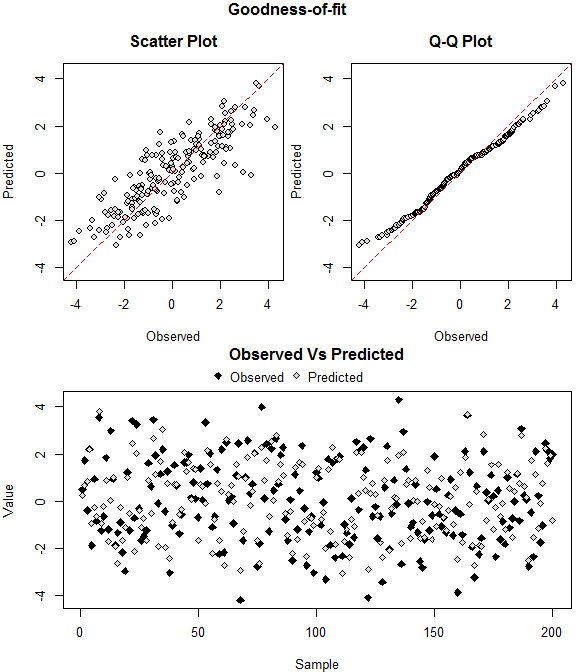 Goodness-of-fit
Scatter Plot
Predicted
4
2
0
-2
-4
-4 -2 0 2 4
Observed
Q-Q Plot
Predicted
4
2
0
-2
-4
-4 -2 0 2 4
Observed
Observed Vs Predicted
Observed Predicted
Value
4
2
0
-2
-4
0 50 100 150 200
Sample